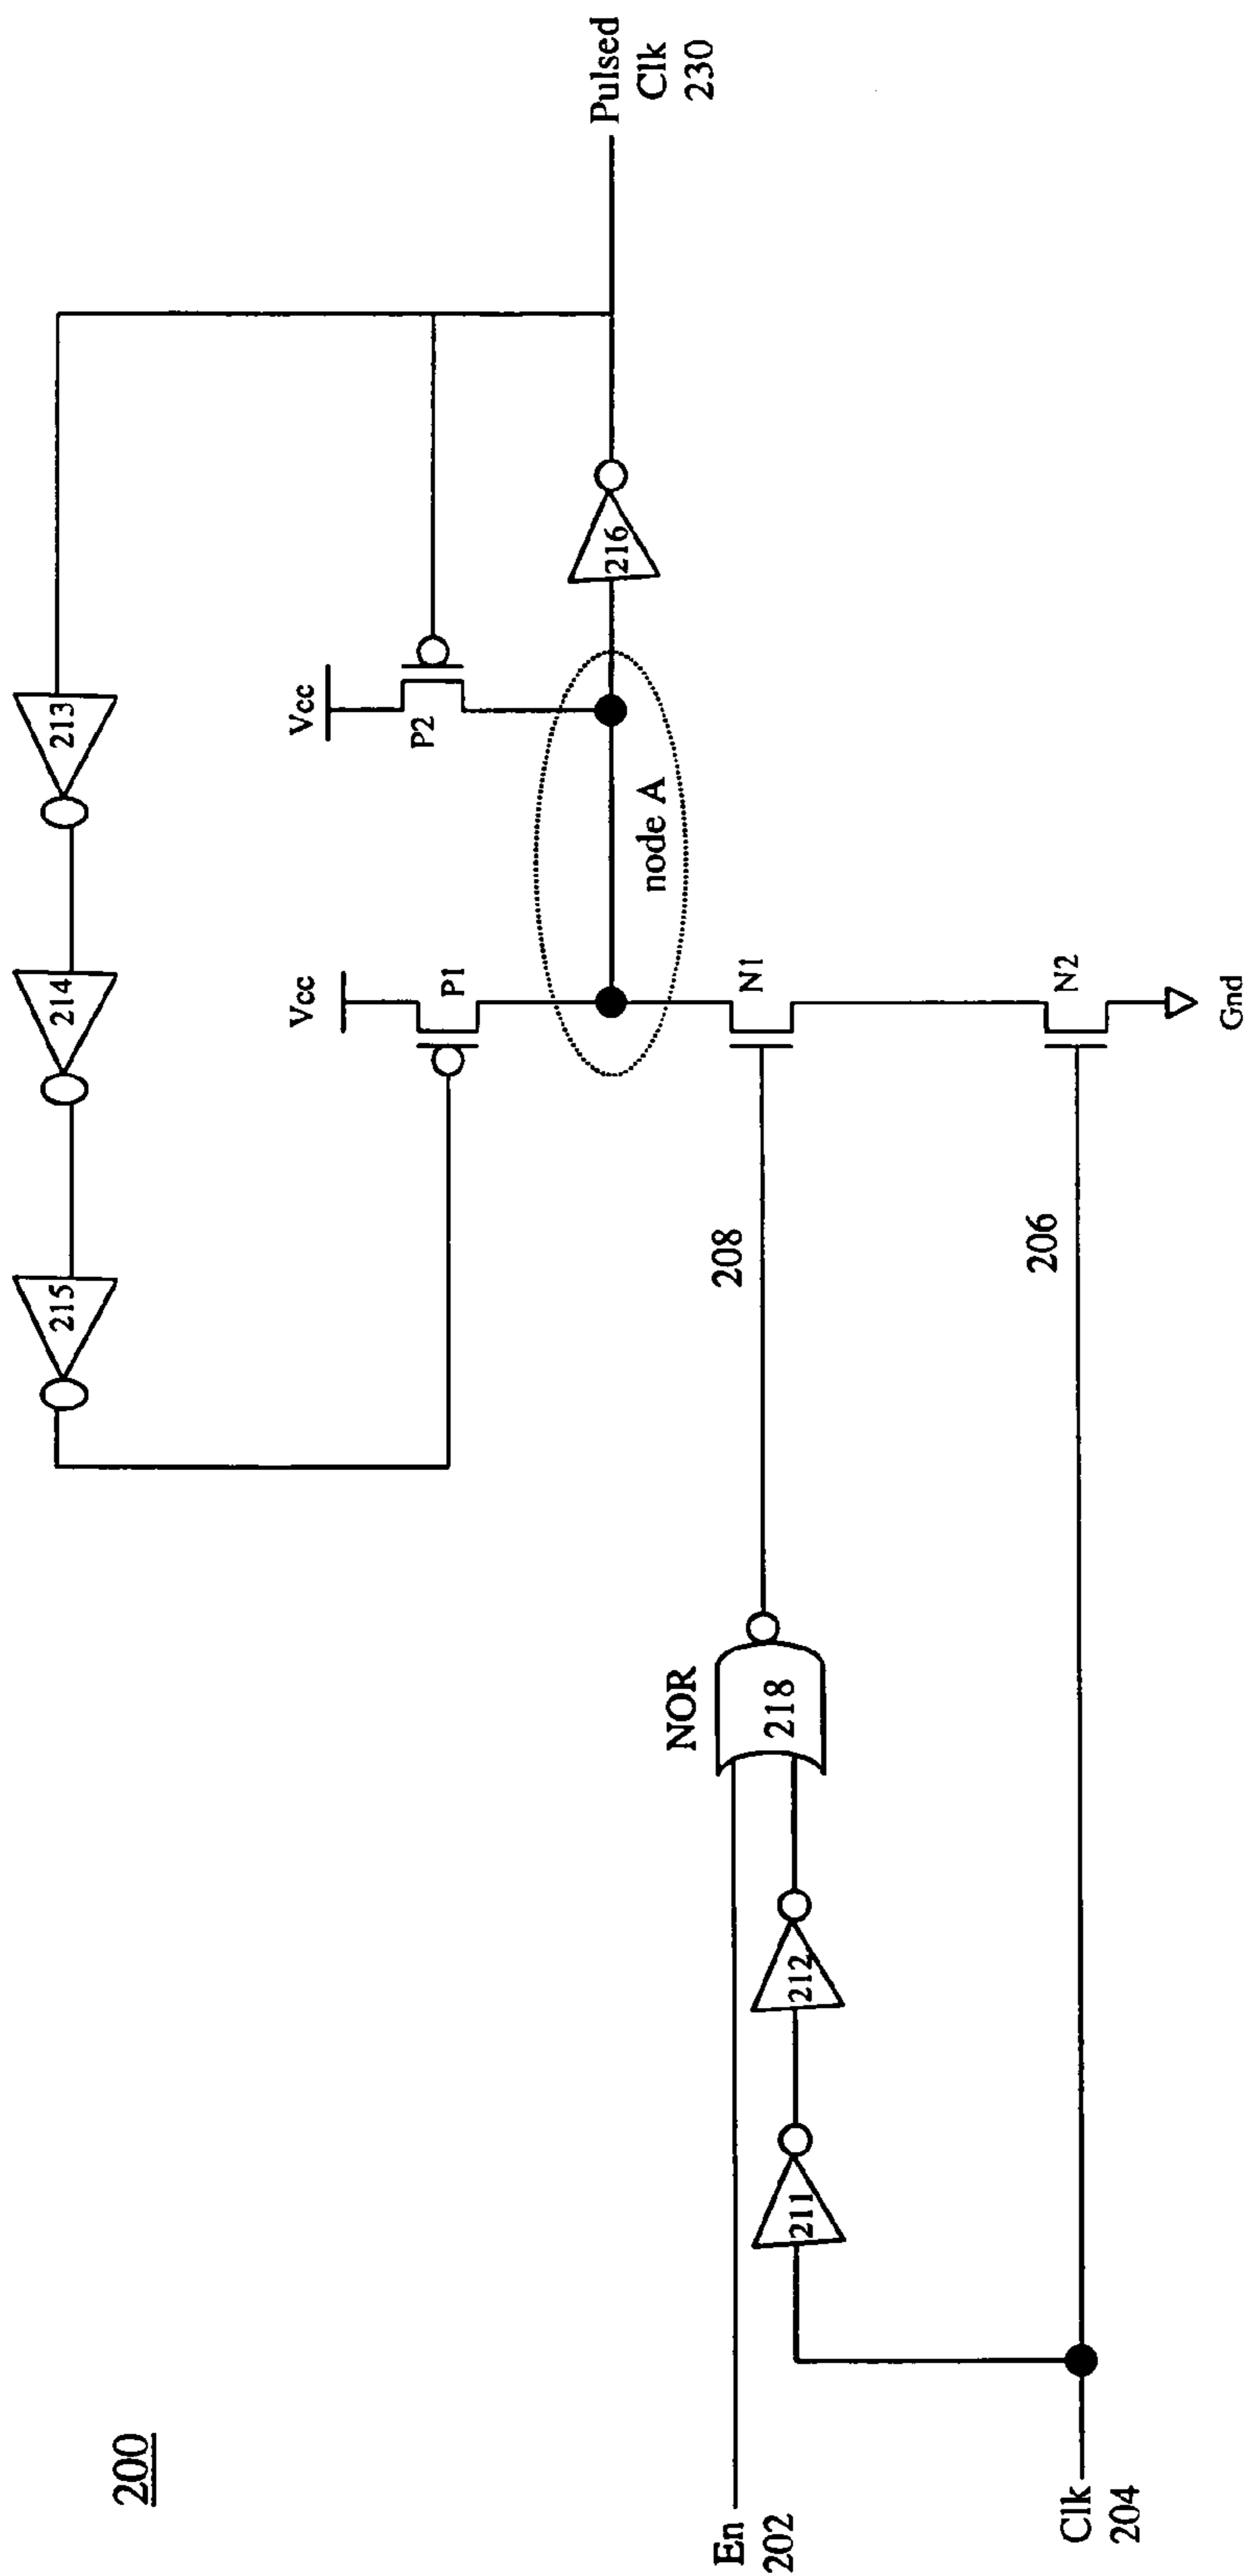 200
213
214
215
Vcc
P2
Vcc
P1
216
Pulsed
Clk
230
node A
N1
N2
Gnd
208
206
NOR
218
212
211
En
202
Clk
204